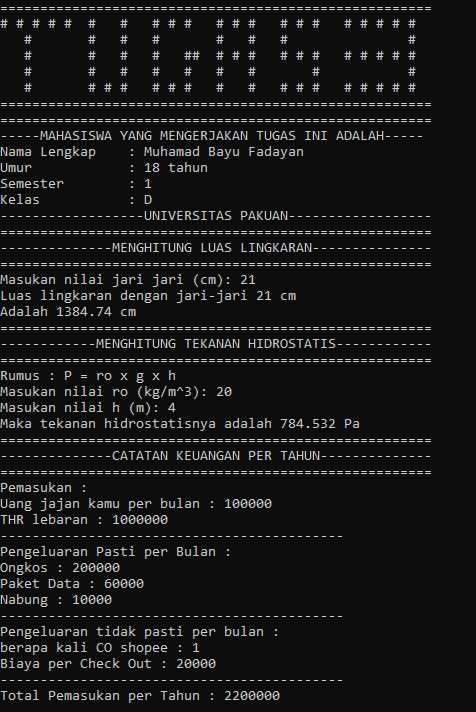 ======================================================
# # # # #  #   #   # # #   # # #   # # #   # # # # #
   #       #   #   #       #   #   #               #
   #       #   #   #   ##  # # #   # # #   # # # # #
   #       #   #   #   #   #   #       #           #
   #       # # #   # # #   #   #   # # #   # # # # #
======================================================
======================================================
-----MAHASISWA YANG MENGERJAKAN TUGAS INI ADALAH-----
Nama Lengkap    : Muhamad Bayu Fadayan
Umur            : 18 tahun
Semester        : 1
Kelas           : D
------------------UNIVERSITAS PAKUAN------------------
======================================================
--------------MENGHITUNG LUAS LINGKARAN---------------
======================================================
Masukan nilai jari jari (cm): 21
Luas lingkaran dengan jari-jari 21 cm
Adalah 1384.74 cm
======================================================
------------MENGHITUNG TEKANAN HIDROSTATIS------------
======================================================
Rumus : P = ro x g x h
Masukan nilai ro (kg/m^3): 20
Masukan nilai h (m): 4
Maka tekanan hidrostatisnya adalah 784.532 Pa
======================================================
--------------CATATAN KEUANGAN PER TAHUN--------------
======================================================
Pemasukan :
Uang jajan kamu per bulan : 100000
THR lebaran : 1000000
-------------------------------------------
Pengeluaran Pasti per Bulan :
Ongkos : 200000
Paket Data : 60000
Nabung : 10000
-------------------------------------------
Pengeluaran tidak pasti per bulan :
berapa kali CO shopee : 1
Biaya per Check Out : 20000
-------------------------------------------
Total Pemasukan per Tahun : 2200000